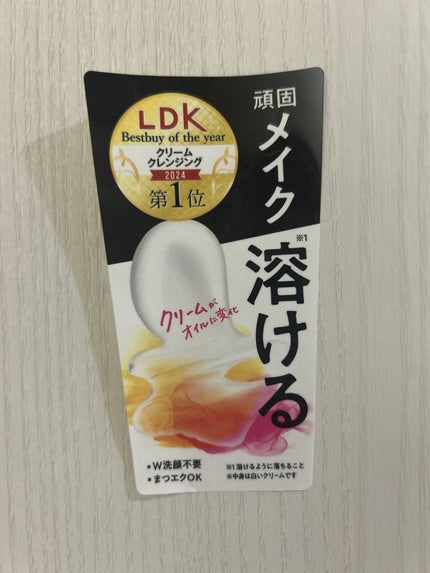 LDK
Bestbuy of the year
クリーム
クレンジング
2024
第1位
頑固
メイク
※1
溶ける
クリームが
オイルに変化
▪W洗顔不要
▪まつエクOK
※1 溶けるように落ちること
※中身は白いクリームです